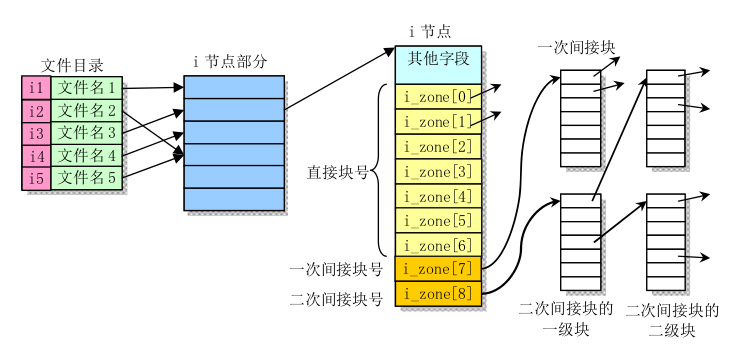 文件目录
i1 文件名1
i2 文件名2
i3 文件名3
i4 文件名4
i5 文件名5
i节点部分
i节点
其他字段
i_zone[0]
i_zone[1]
i_zone[2]
i_zone[3]
i_zone[4]
i_zone[5]
i_zone[6]
i_zone[7]
i_zone[8]
直接块号
一次间接块号
二次间接块号
一次间接块
二次间接块的
一级块
二次间接块的
二级块